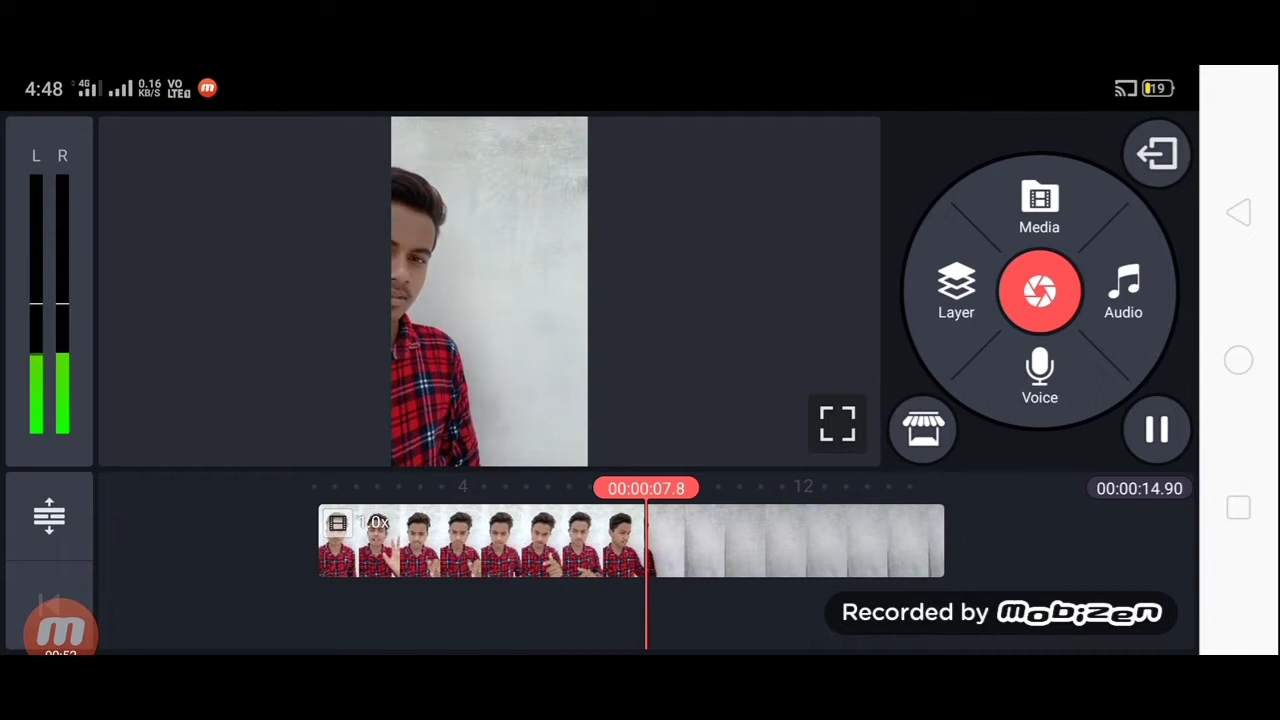 4:48 4G 0.16 KB/S VO LTE m 19
L R
Media
Layer
Audio
Voice
4 00:00:07.8 12 00:00:14.90
1.0x
Recorded by mobizen
m